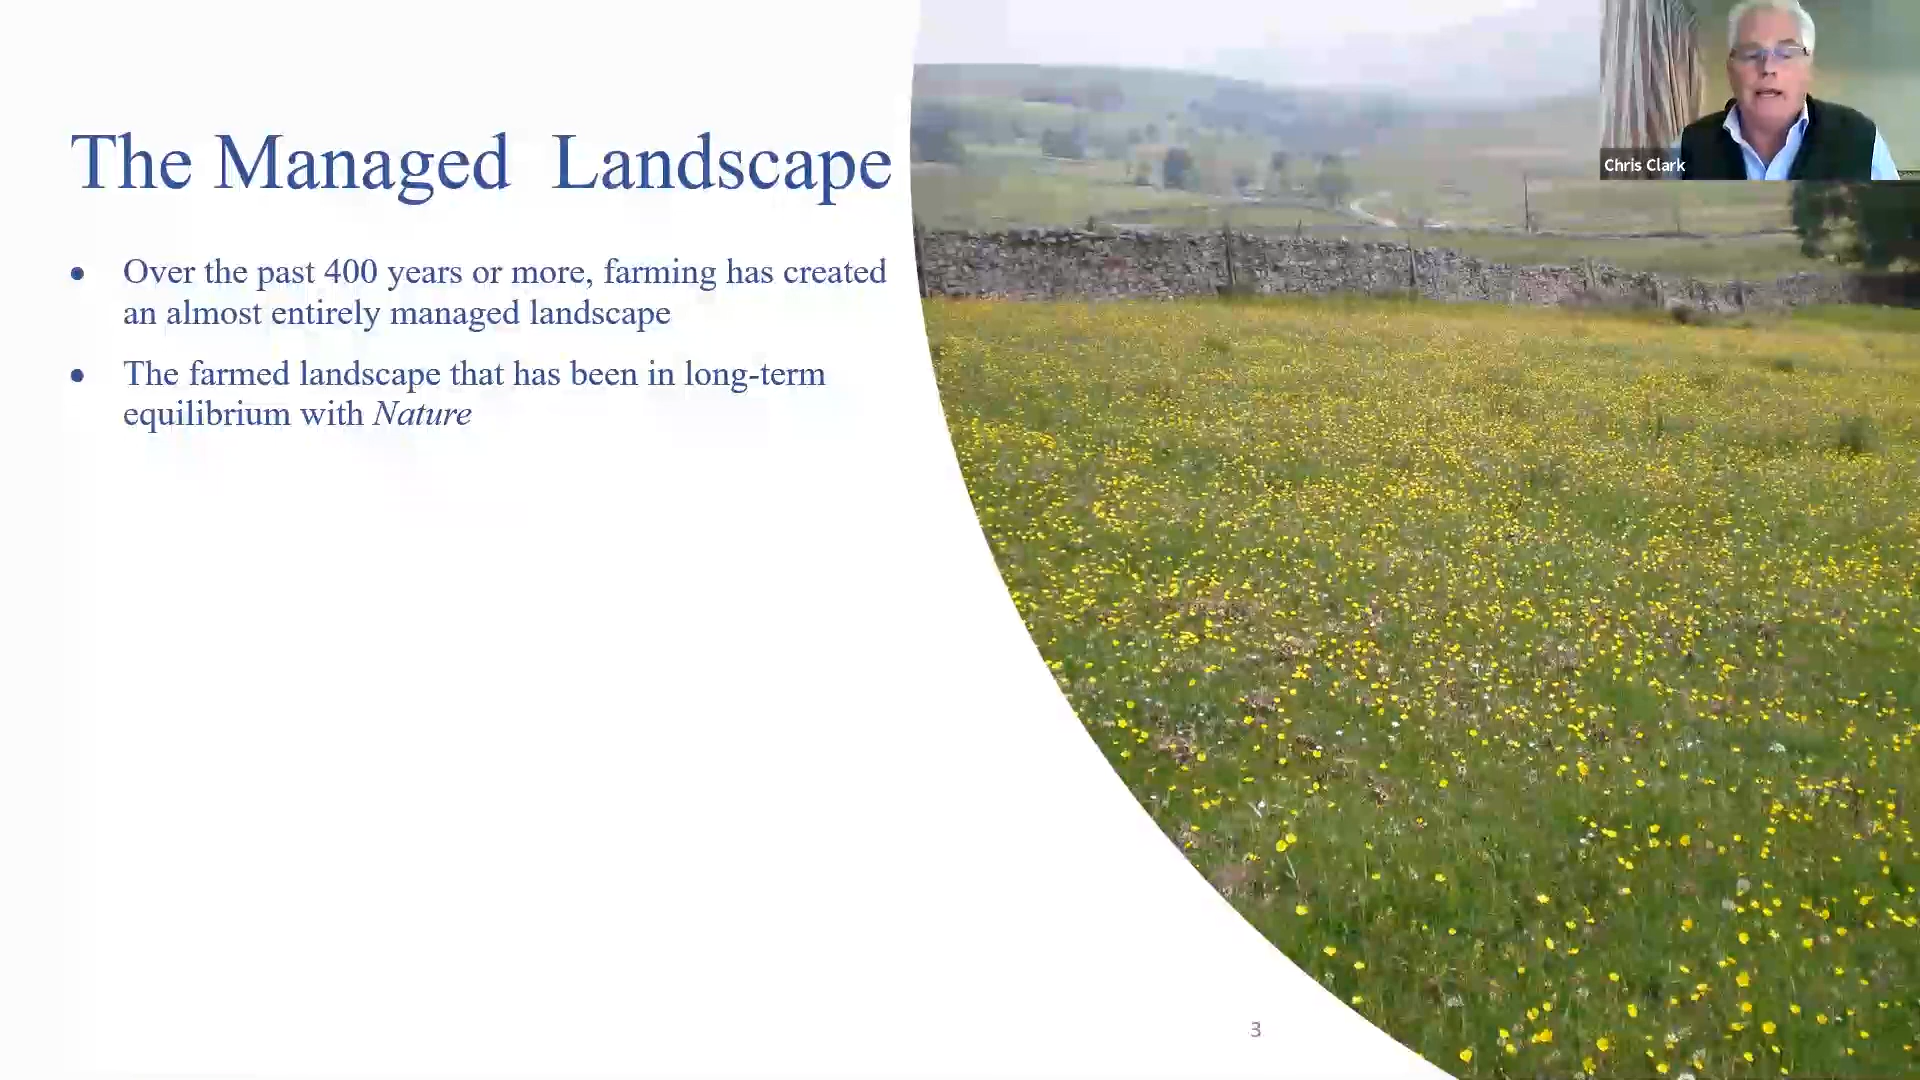 The Managed  Landscape
Chris Clark
• Over the past 400 years or more, farming has created
an almost entirely managed landscape
• The farmed landscape that has been in long-term
equilibrium with Nature
3